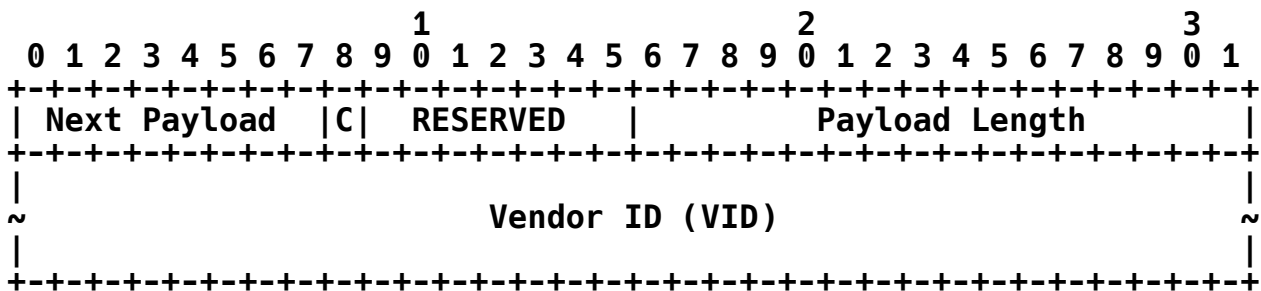 1                   2                   3
 0 1 2 3 4 5 6 7 8 9 0 1 2 3 4 5 6 7 8 9 0 1 2 3 4 5 6 7 8 9 0 1
+-+-+-+-+-+-+-+-+-+-+-+-+-+-+-+-+-+-+-+-+-+-+-+-+-+-+-+-+-+-+-+-+
| Next Payload  |C|  RESERVED   |         Payload Length        |
+-+-+-+-+-+-+-+-+-+-+-+-+-+-+-+-+-+-+-+-+-+-+-+-+-+-+-+-+-+-+-+-+
|                                                               |
~                        Vendor ID (VID)                        ~
|                                                               |
+-+-+-+-+-+-+-+-+-+-+-+-+-+-+-+-+-+-+-+-+-+-+-+-+-+-+-+-+-+-+-+-+